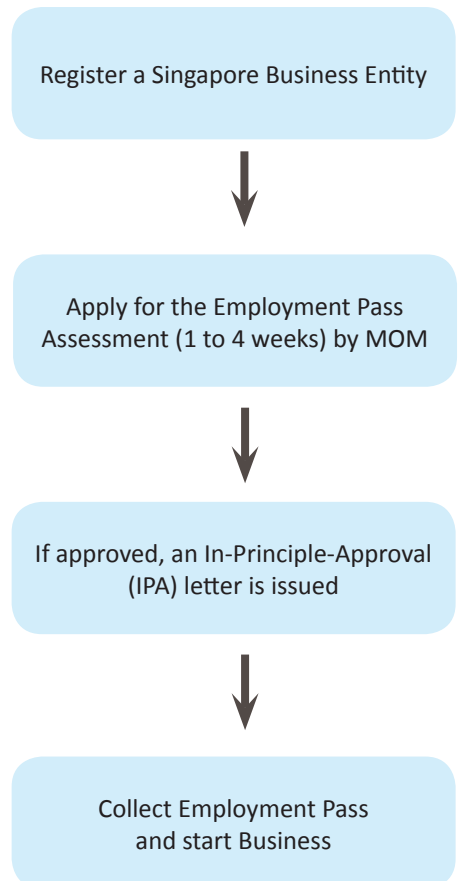 Register a Singapore Business Entity
Apply for the Employment Pass
Assessment (1 to 4 weeks) by MOM
If approved, an In-Principle-Approval
(IPA) letter is issued
Collect Employment Pass
and start Business